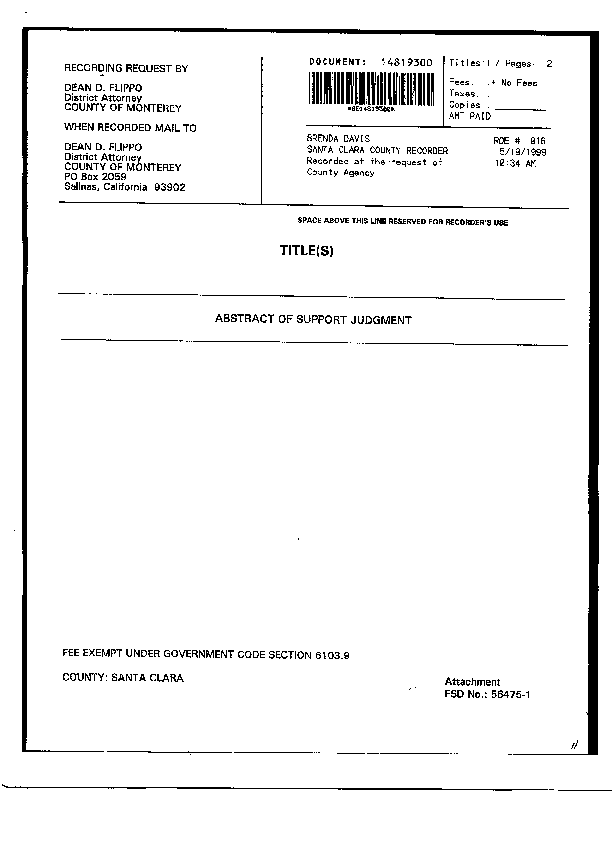 RECORDING REQUEST BY
DEAN D. FLIPPO
District Attorney
COUNTY OF MONTEREY
WHEN RECORDED MAIL TO
DEAN D. FLIPPO
District Attorney
COUNTY OF MONTEREY
PO Box 2059
Salinas, California 93902
DOCUMENT: 14819300
Titles:1 / Pages: 2
Fees. . * No Fees
Taxes. .
Copies .
AMT PAID
BRENDA DAVIS
SANTA CLARA COUNTY RECORDER
Recorded at the request of
County Agency
RDE # 016
5/19/1999
10:34 AM
SPACE ABOVE THIS LINE RESERVED FOR RECORDER'S USE
TITLE(S)
ABSTRACT OF SUPPORT JUDGMENT
FEE EXEMPT UNDER GOVERNMENT CODE SECTION 6103.9
COUNTY: SANTA CLARA
Attachment
FSD No.: 56475-1